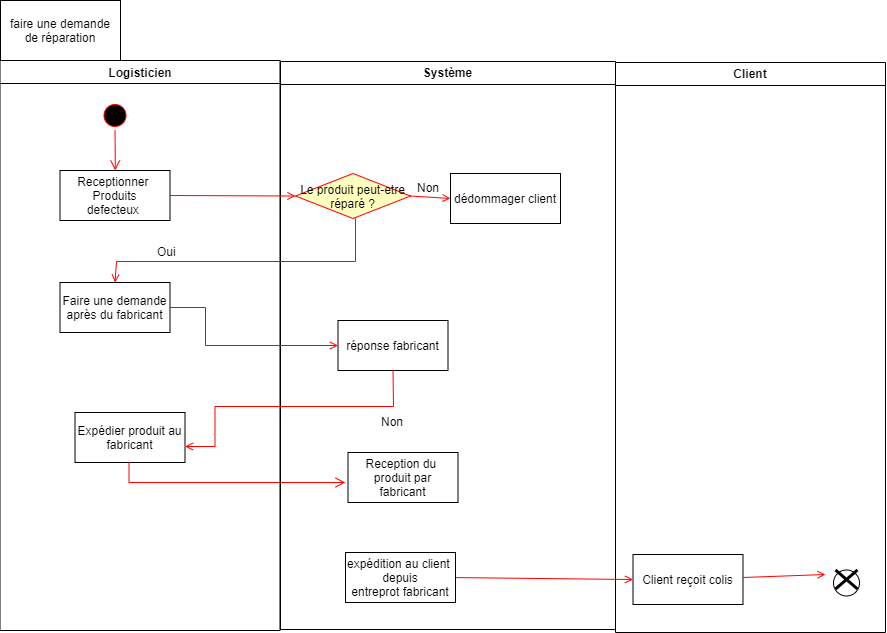 faire une demande
de réparation
Logisticien
Système
Client
Receptionner
Produits
defecteux
Le produit peut-etre
réparé ?
Non
dédommager client
Oui
Faire une demande
après du fabricant
réponse fabricant
Non
Expédier produit au
fabricant
Reception du
produit par
fabricant
expédition au client
depuis
entreprot fabricant
Client reçoit colis